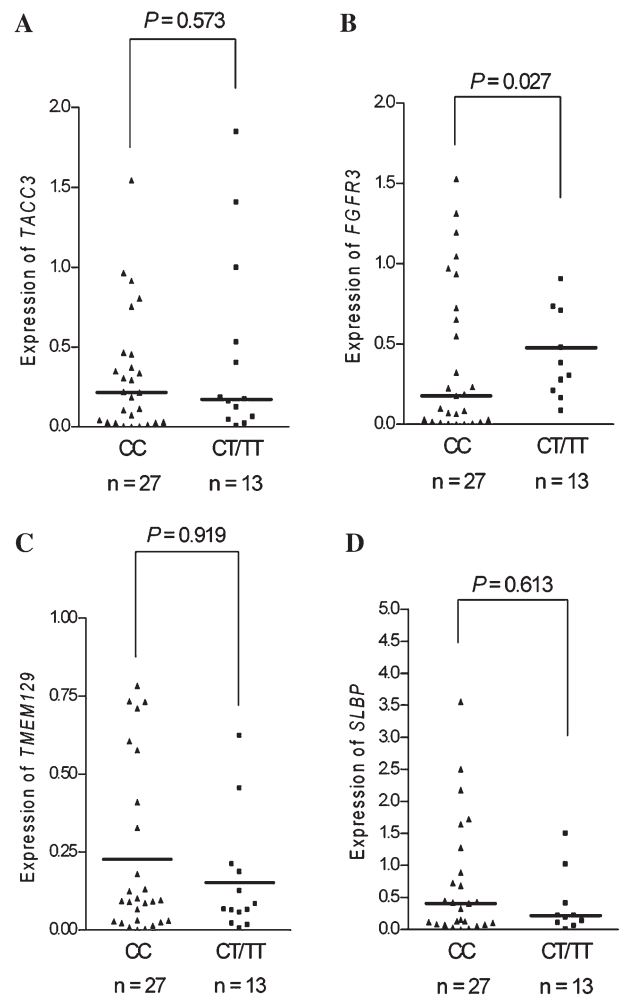 A
P = 0.573
Expression of TACC3
2.0
1.5
1.0
0.5
0.0
CC
CT/TT
n = 27
n = 13
B
P = 0.027
Expression of FGFR3
2.0
1.5
1.0
0.5
0.0
CC
CT/TT
n = 27
n = 13
C
P = 0.919
Expression of TMEM129
1.00
0.75
0.50
0.25
0.00
CC
CT/TT
n = 27
n = 13
D
P = 0.613
Expression of SLBP
5.0
4.5
4.0
3.5
3.0
2.5
2.0
1.5
1.0
0.5
0.0
CC
CT/TT
n = 27
n = 13